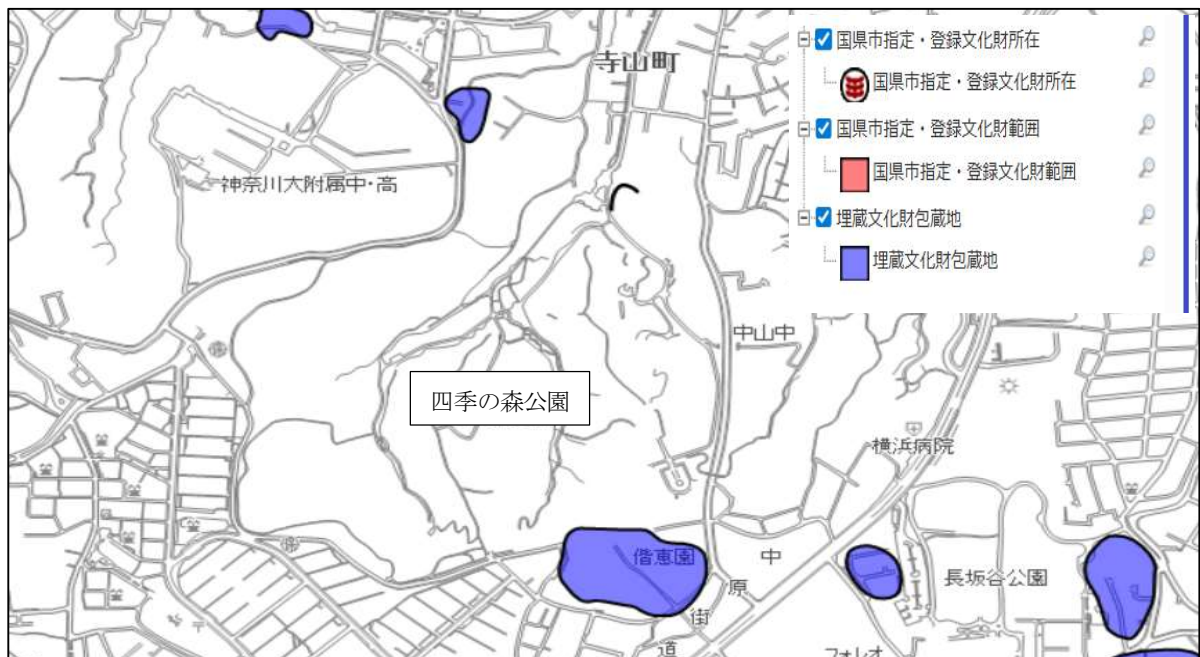 国県市指定・登録文化財所在
国県市指定・登録文化財所在
国県市指定・登録文化財範囲
国県市指定・登録文化財範囲
埋蔵文化財包蔵地
埋蔵文化財包蔵地
寺山町
神奈川大附属中・高
中山中
四季の森公園
横浜病院
偕恵園
中
原
街
道
長坂谷公園
フォレオ